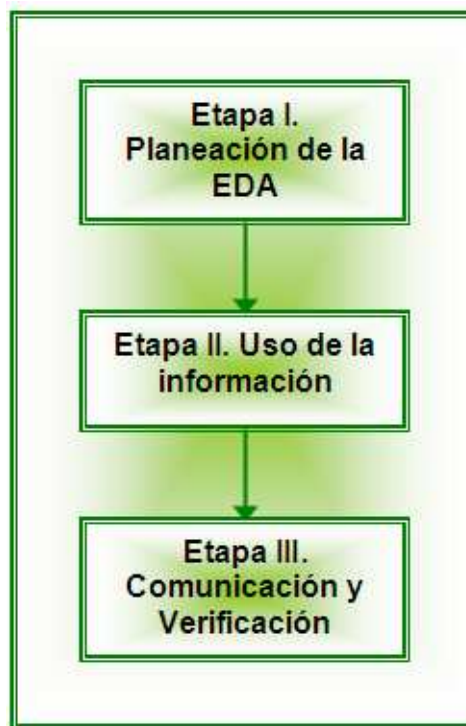 Etapa I.
Planeación de la
EDA
Etapa II. Uso de la
información
Etapa III.
Comunicación y
Verificación